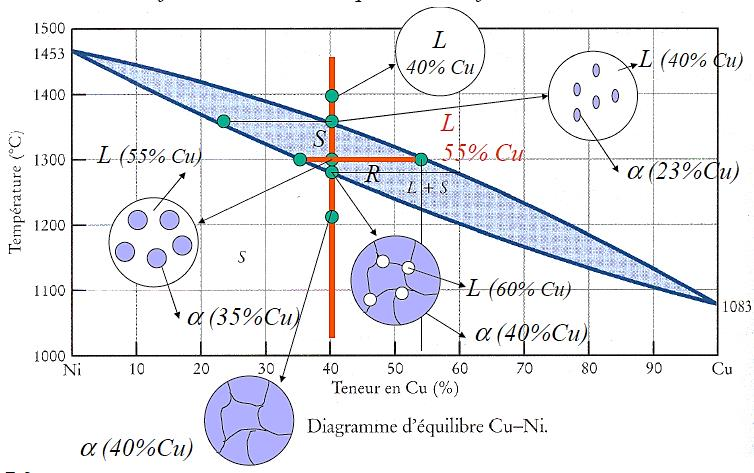 1500
1453
1400
1300
1200
1100
1000
Température (°C)
L
40% Cu
L (40% Cu)
α (23%Cu)
L
55% Cu
S
R
L + S
L (55% Cu)
α (35%Cu)
S
L (60% Cu)
α (40%Cu)
1083
Ni 10 20 30 40 50 60 70 80 90 Cu
Teneur en Cu (%)
Diagramme d'équilibre Cu–Ni.
α (40%Cu)